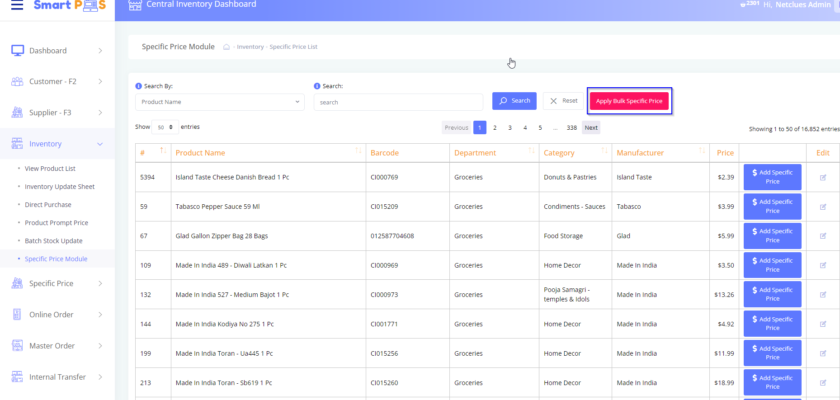 Smart POS
Central Inventory Dashboard
2301 Hi, Netclues Admin
Specific Price Module
- Inventory - Specific Price List
Dashboard
Customer - F2
Supplier - F3
Inventory
View Product List
Inventory Update Sheet
Direct Purchase
Product Prompt Price
Batch Stock Update
Specific Price Module
Specific Price
Online Order
Master Order
Internal Transfer
Search By:
Search:
Product Name
search
Search
Reset
Apply Bulk Specific Price
Show 50 entries
Previous 1 2 3 4 5 ... 338 Next
Showing 1 to 50 of 16,852 entries
# Product Name Barcode Department Category Manufacturer Price Edit
5394 Island Taste Cheese Danish Bread 1 Pc CI000769 Groceries Donuts & Pastries Island Taste $2.39 $ Add Specific
Price
59 Tabasco Pepper Sauce 59 Ml CI015209 Groceries Condiments - Sauces Tabasco $3.99 $ Add Specific
Price
67 Glad Gallon Zipper Bag 28 Bags 012587704608 Groceries Food Storage Glad $5.99 $ Add Specific
Price
109 Made in India 489 - Diwali Latkan 1 Pc CI000969 Groceries Home Decor Made In India $3.50 $ Add Specific
Price
132 Made in India 527 - Medium Bajot 1 Pc CI000973 Groceries Pooja Samagri -
temples & Idols Made In India $13.26 $ Add Specific
Price
144 Made in India Kodiya No 275 1 Pc CI001771 Groceries Home Decor Made In India $4.92 $ Add Specific
Price
199 Made in India Toran - Ua445 1 Pc CI015256 Groceries Home Decor Made In India $11.99 $ Add Specific
Price
213 Made in India Toran - Sb619 1 Pc CI015260 Groceries Home Decor Made In India $18.99 $ Add Specific
Price